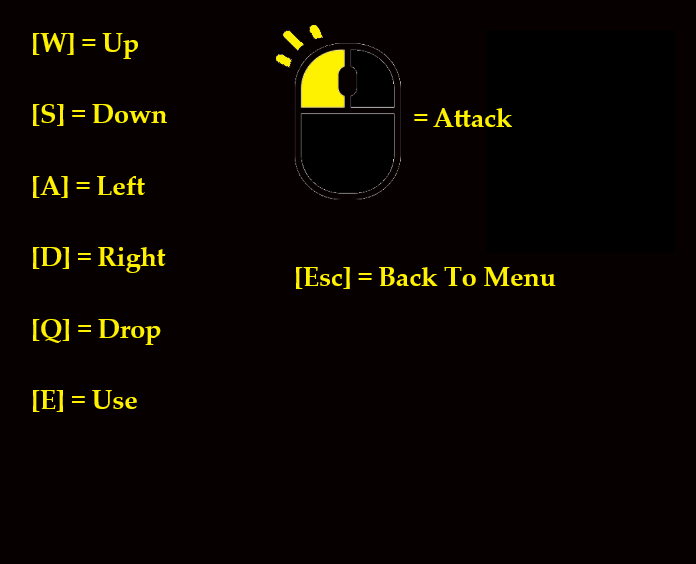 [W] = Up
[S] = Down
[A] = Left
[D] = Right
[Q] = Drop
[E] = Use
= Attack
[Esc] = Back To Menu